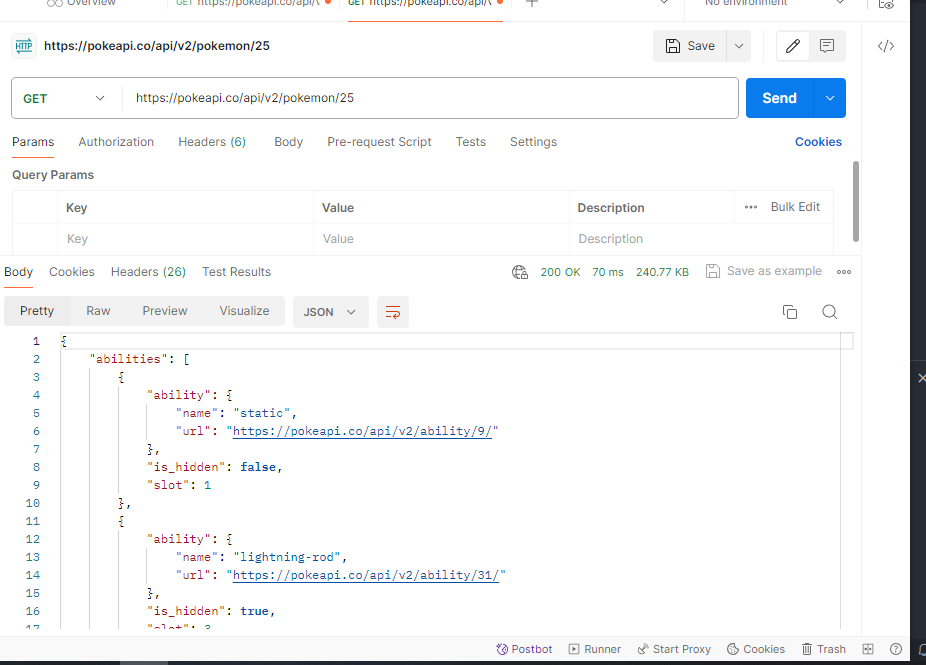 Overview GET https://pokeapi.co/api/v GET https://pokeapi.co/api/v No environment
HTTP https://pokeapi.co/api/v2/pokemon/25 Save
GET https://pokeapi.co/api/v2/pokemon/25 Send
Params Authorization Headers (6) Body Pre-request Script Tests Settings Cookies
Query Params
Key Value Description Bulk Edit
Key Value Description
Body Cookies Headers (26) Test Results 200 OK 70 ms 240.77 KB Save as example
Pretty Raw Preview Visualize JSON
1 {
2 "abilities": [
3 {
4 "ability": {
5 "name": "static",
6 "url": "https://pokeapi.co/api/v2/ability/9/"
7 },
8 "is_hidden": false,
9 "slot": 1
10 },
11 {
12 "ability": {
13 "name": "lightning-rod",
14 "url": "https://pokeapi.co/api/v2/ability/31/"
15 },
16 "is_hidden": true,
17 "slot": 3
Postbot Runner Start Proxy Cookies Trash